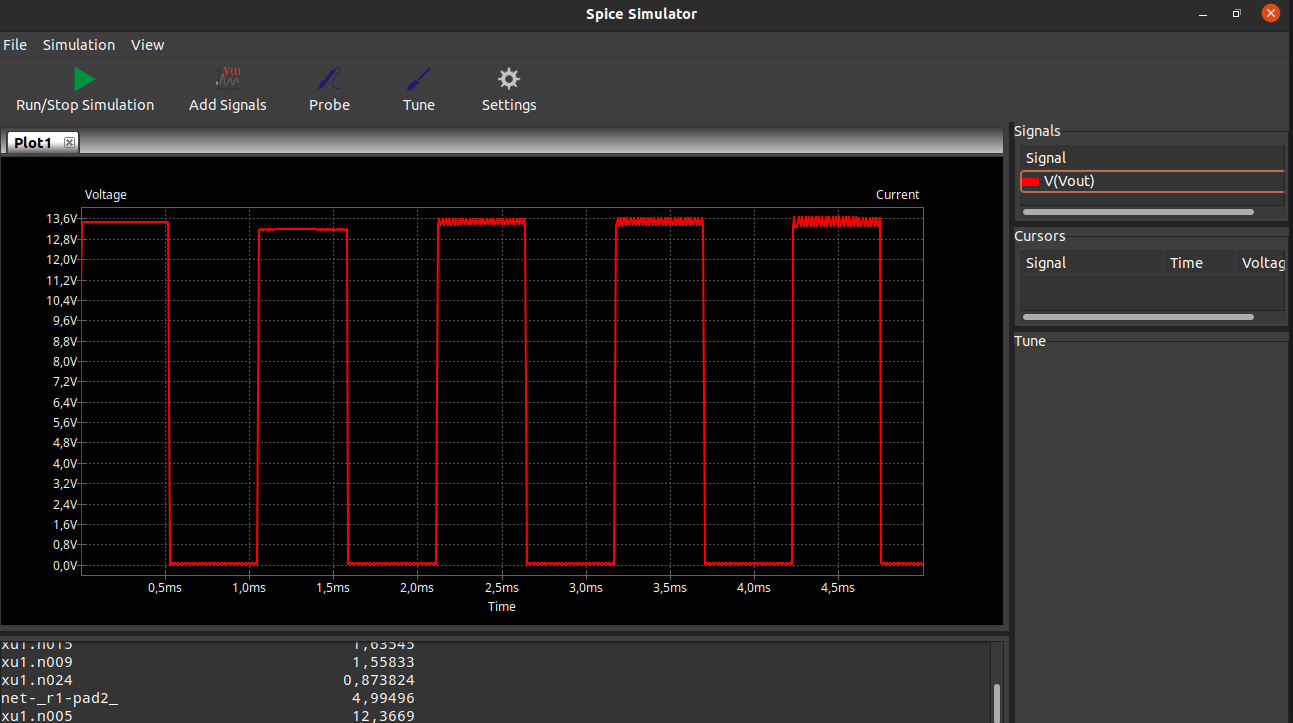 Spice Simulator
File Simulation View
Run/Stop Simulation Add Signals Probe Tune Settings
V(t)
Plot1
Signals
Signal
V(Vout)
Cursors
Signal Time Voltag
Tune
Voltage Current
13,6V
12,8V
12,0V
11,2V
10,4V
9,6V
8,8V
8,0V
7,2V
6,4V
5,6V
4,8V
4,0V
3,2V
2,4V
1,6V
0,8V
0,0V
0,5ms 1,0ms 1,5ms 2,0ms 2,5ms 3,0ms 3,5ms 4,0ms 4,5ms
Time
xu1.n015 1,63545
xu1.n009 1,55833
xu1.n024 0,873824
net-_r1-pad2_ 4,99496
xu1.n005 12,3669